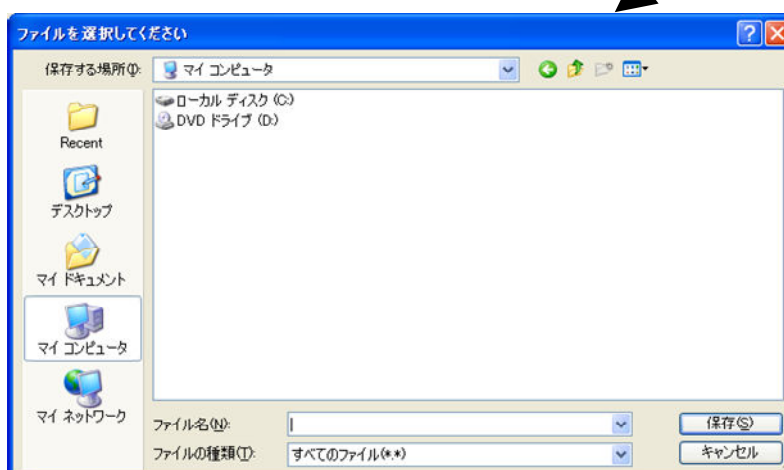 ファイルを選択してください
保存する場所(I):
マイ コンピュータ
ローカル ディスク (C:)
DVD ドライブ (D:)
Recent
デスクトップ
マイ ドキュメント
マイ コンピュータ
マイ ネットワーク
ファイル名(N):
保存(S)
ファイルの種類(T):
すべてのファイル(*.*)
キャンセル